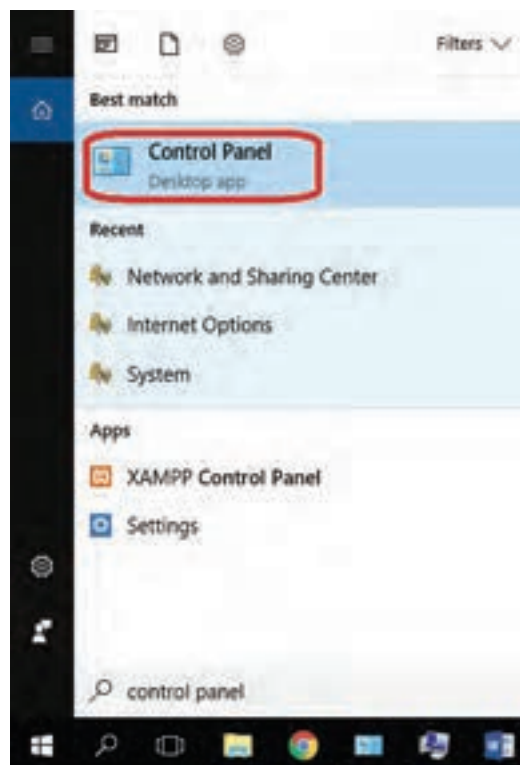 Filters
Best match
Control Panel
Desktop app
Recent
Network and Sharing Center
Internet Options
System
Apps
XAMPP Control Panel
Settings
control panel